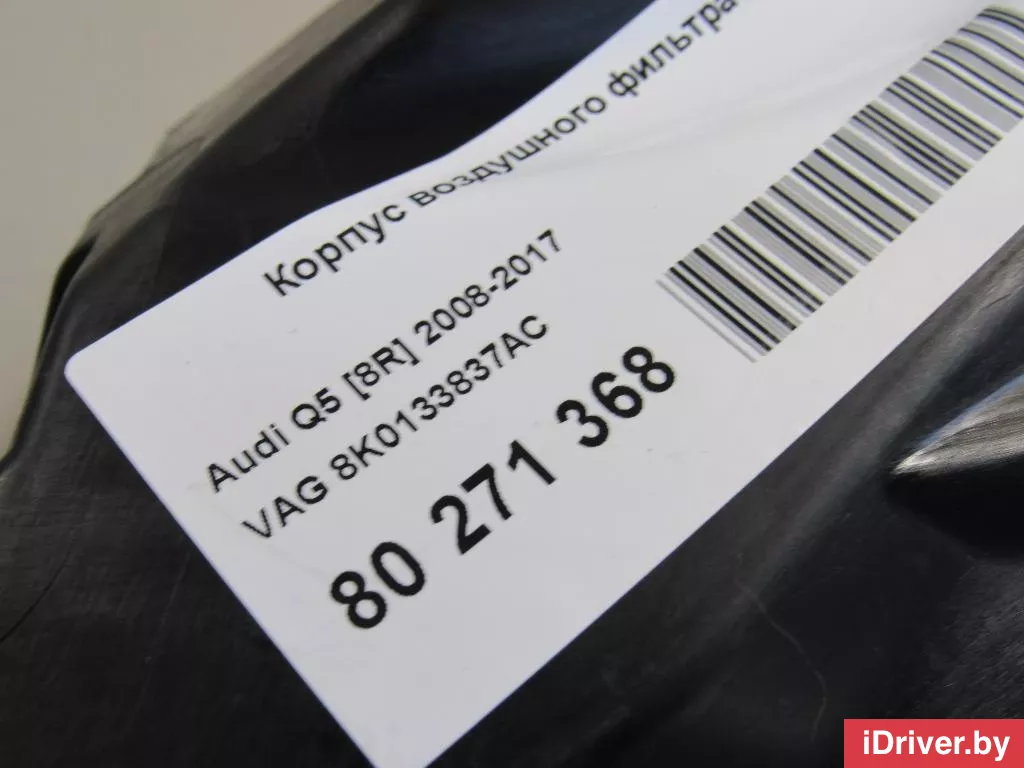 Корпус воздушного фильтра
Audi Q5 [8R] 2008-2017
VAG 8K0133837AC
80 271 368
iDriver.by